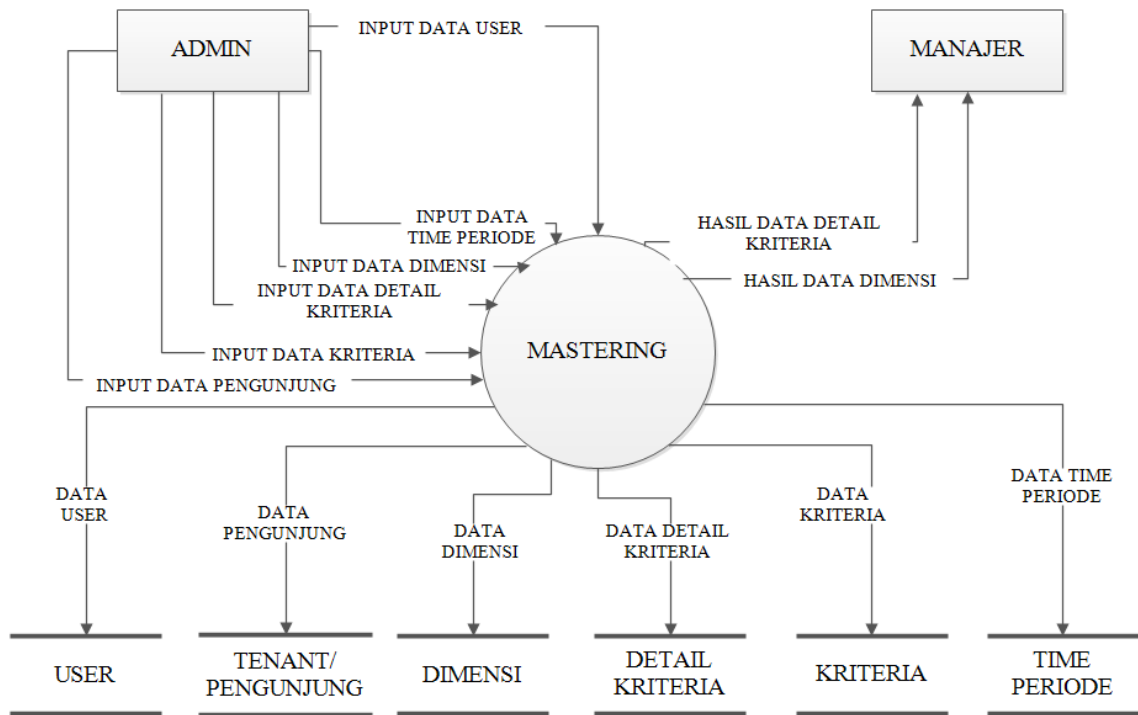 INPUT DATA USER
ADMIN
MANAJER
INPUT DATA
TIME PERIODE
HASIL DATA DETAIL
KRITERIA
INPUT DATA DIMENSI
HASIL DATA DIMENSI
INPUT DATA DETAIL
KRITERIA
MASTERING
INPUT DATA KRITERIA
INPUT DATA PENGUNJUNG
DATA
USER
DATA
PENGUNJUNG
DATA
DIMENSI
DATA DETAIL
KRITERIA
DATA
KRITERIA
DATA TIME
PERIODE
USER
TENANT/
PENGUNJUNG
DIMENSI
DETAIL
KRITERIA
KRITERIA
TIME
PERIODE